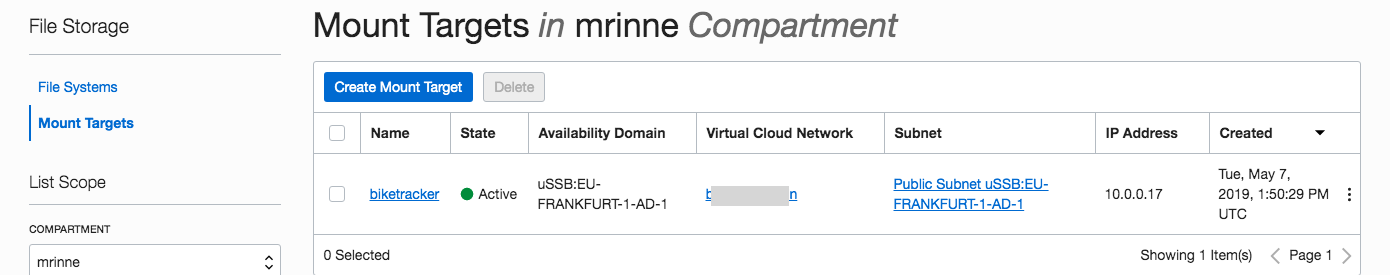 File Storage
Mount Targets in mrinne Compartment
File Systems
Mount Targets
List Scope
COMPARTMENT
mrinne
Create Mount Target
Delete
Name
State
Availability Domain
Virtual Cloud Network
Subnet
IP Address
Created
biketracker
Active
uSSB:EU-
FRANKFURT-1-AD-1
Public Subnet uSSB:EU-
FRANKFURT-1-AD-1
10.0.0.17
Tue, May 7,
2019, 1:50:29 PM
UTC
0 Selected
Showing 1 Item(s)
Page 1